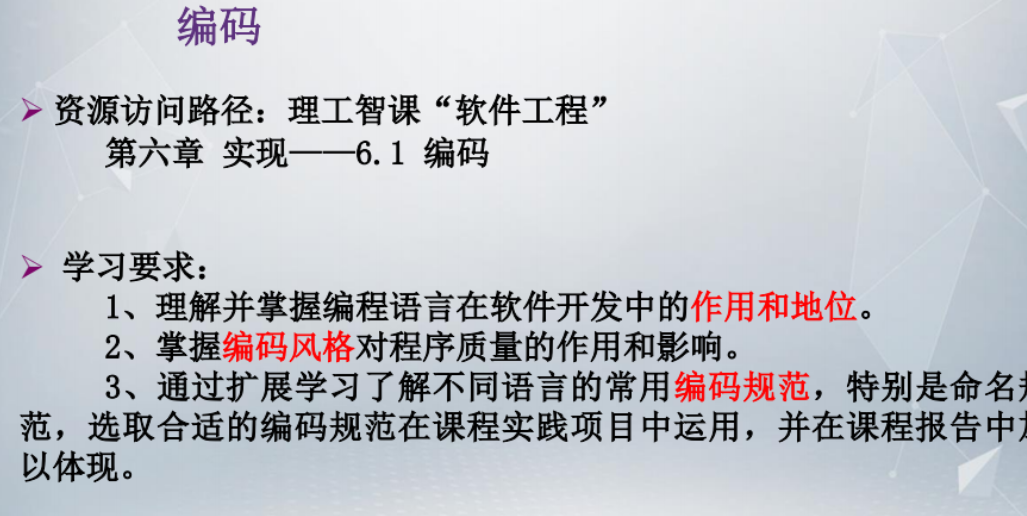 编码
资源访问路径：理工智课“软件工程”
第六章 实现——6.1 编码
学习要求：
1、理解并掌握编程语言在软件开发中的作用和地位。
2、掌握编码风格对程序质量的作用和影响。
3、通过扩展学习了解不同语言的常用编码规范，特别是命名
范，选取合适的编码规范在课程实践项目中运用，并在课程报告中
以体现。